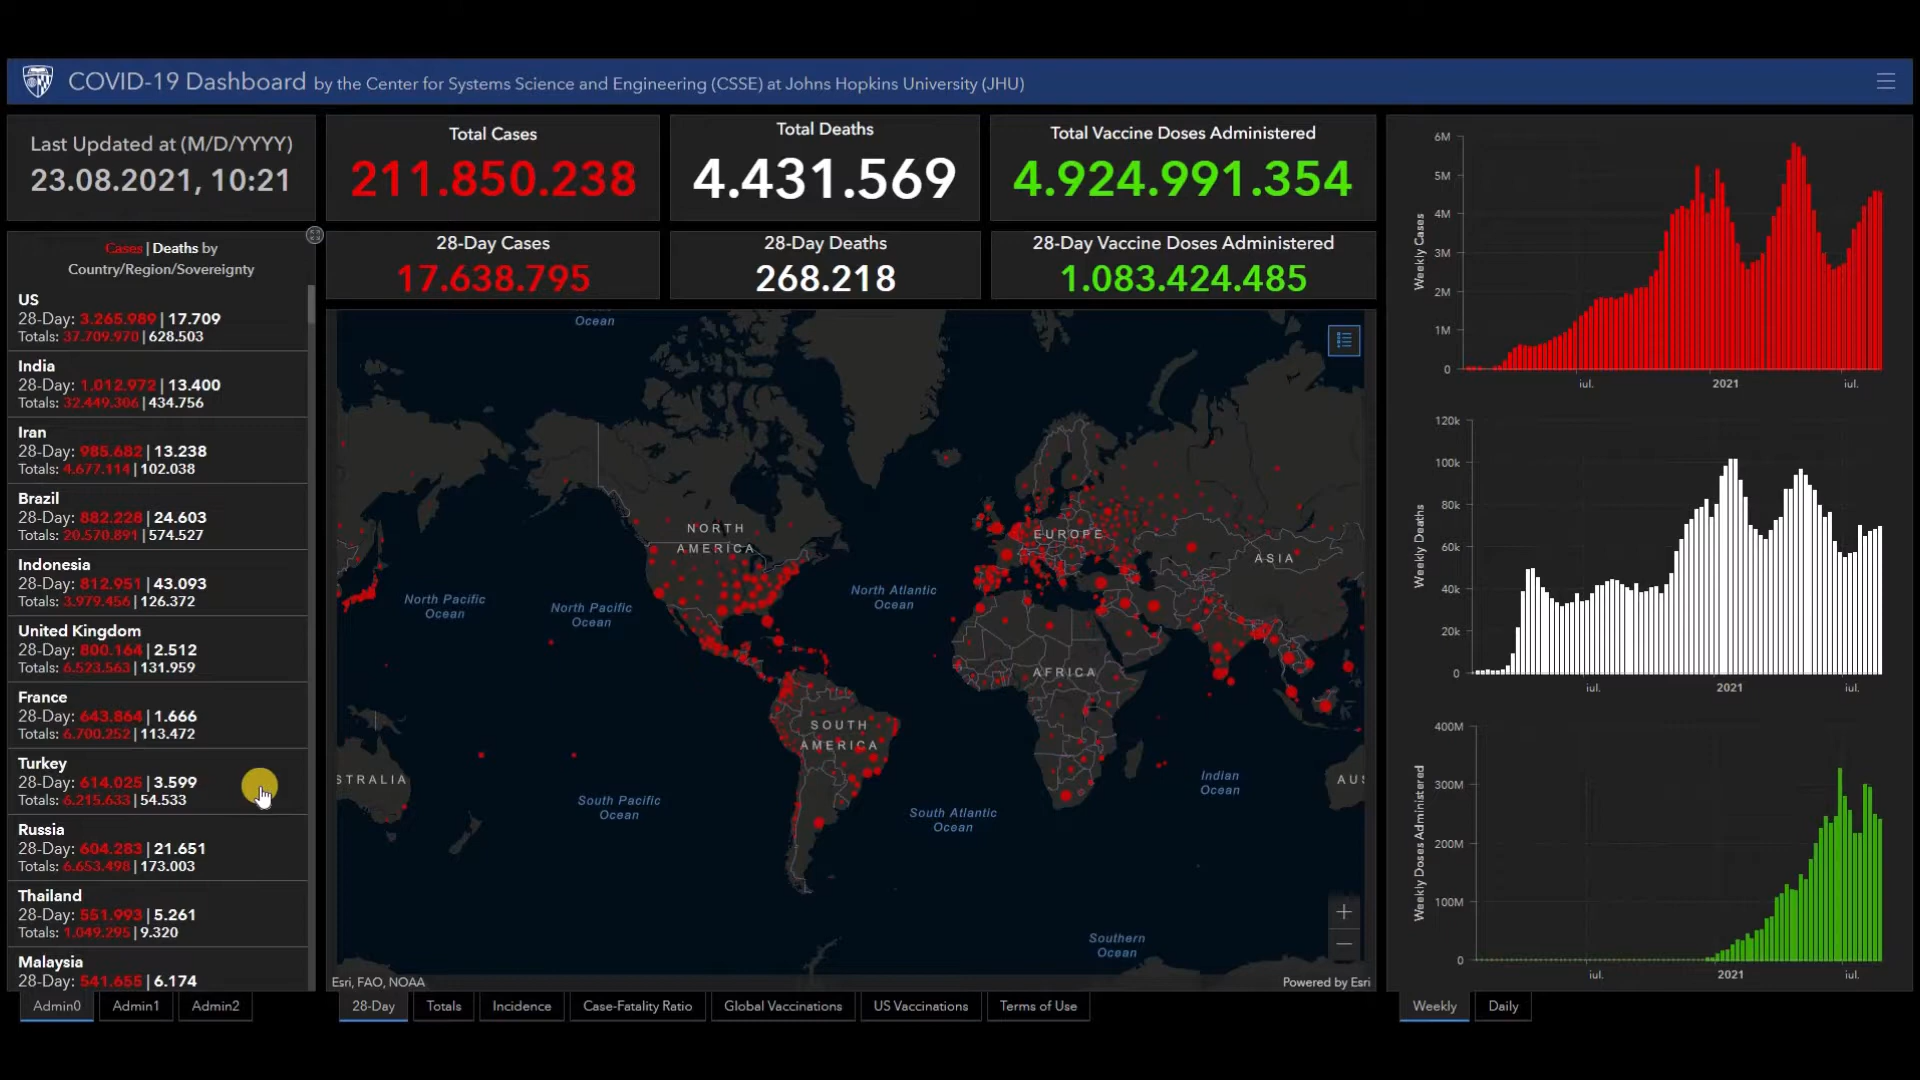 COVID-19 Dashboard by the Center for Systems Science and Engineering (CSSE) at Johns Hopkins University (JHU)
Last Updated at (M/D/YYYY)
23.08.2021, 10:21
Total Cases
211.850.238
Total Deaths
4.431.569
Total Vaccine Doses Administered
4.924.991.354
28-Day Cases
17.638.795
28-Day Deaths
268.218
28-Day Vaccine Doses Administered
1.083.424.485
Cases | Deaths by
Country/Region/Sovereignty
US
28-Day: 3.265.989 | 17.709
Totals: 37.709.970 | 628.503
India
28-Day: 1.012.972 | 13.400
Totals: 32.449.306 | 434.756
Iran
28-Day: 985.682 | 13.238
Totals: 4.677.114 | 102.038
Brazil
28-Day: 882.228 | 24.603
Totals: 20.570.891 | 574.527
Indonesia
28-Day: 812.951 | 43.093
Totals: 3.979.456 | 126.372
United Kingdom
28-Day: 800.164 | 2.512
Totals: 6.523.563 | 131.959
France
28-Day: 643.864 | 1.666
Totals: 6.700.252 | 113.472
Turkey
28-Day: 614.025 | 3.599
Totals: 6.215.633 | 54.533
Russia
28-Day: 604.283 | 21.651
Totals: 6.653.498 | 173.003
Thailand
28-Day: 551.993 | 5.261
Totals: 1.049.295 | 9.320
Malaysia
28-Day: 541.655 | 6.174
Admin0
Admin1
Admin2
Ocean
NORTH
AMERICA
EUROPE
ASIA
North Pacific
Ocean
North Pacific
Ocean
North Atlantic
Ocean
AFRICA
SOUTH
AMERICA
STRALIA
AUS
Indian
Ocean
South Pacific
Ocean
South Atlantic
Ocean
Southern
Ocean
Esri, FAO, NOAA
Powered by Esri
28-Day
Totals
Incidence
Case-Fatality Ratio
Global Vaccinations
US Vaccinations
Terms of Use
Weekly Cases
6M
5M
4M
3M
2M
1M
0
iul.
2021
iul.
Weekly Deaths
120k
100k
80k
60k
40k
20k
0
iul.
2021
iul.
Weekly Doses Administered
400M
300M
200M
100M
0
iul.
2021
iul.
Weekly
Daily